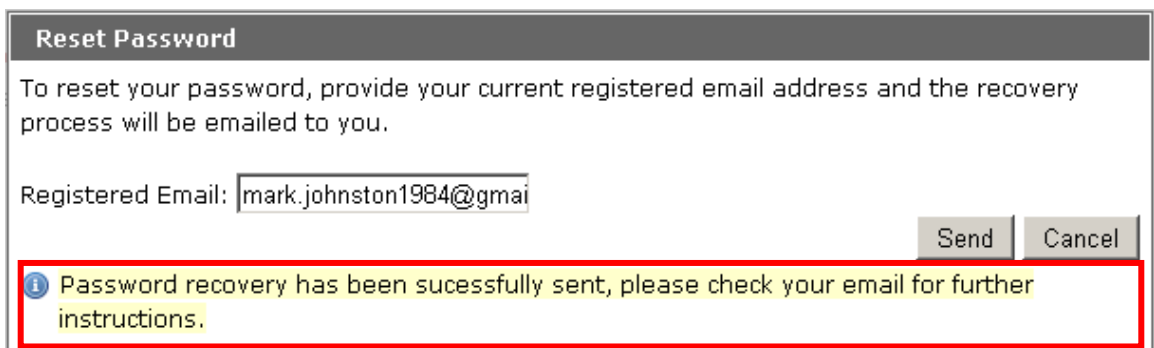 Reset Password
To reset your password, provide your current registered email address and the recovery
process will be emailed to you.
Registered Email: mark.johnston1984@gmai
Send Cancel
Password recovery has been sucessfully sent, please check your email for further
instructions.